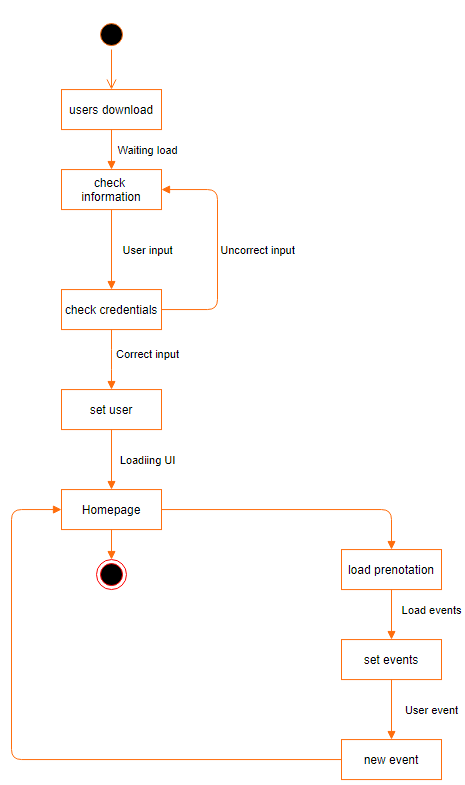 users download
Waiting load
check
information
User input
Uncorrect input
check credentials
Correct input
set user
Loadiing UI
Homepage
load prenotation
Load events
set events
User event
new event